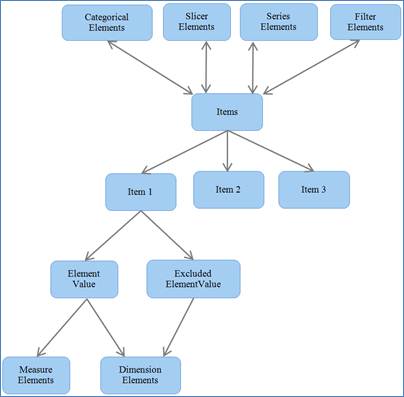 Categorical
Elements
Slicer
Elements
Series
Elements
Filter
Elements
Items
Item 1
Item 2
Item 3
Element
Value
Excluded
ElementValue
Measure
Elements
Dimension
Elements